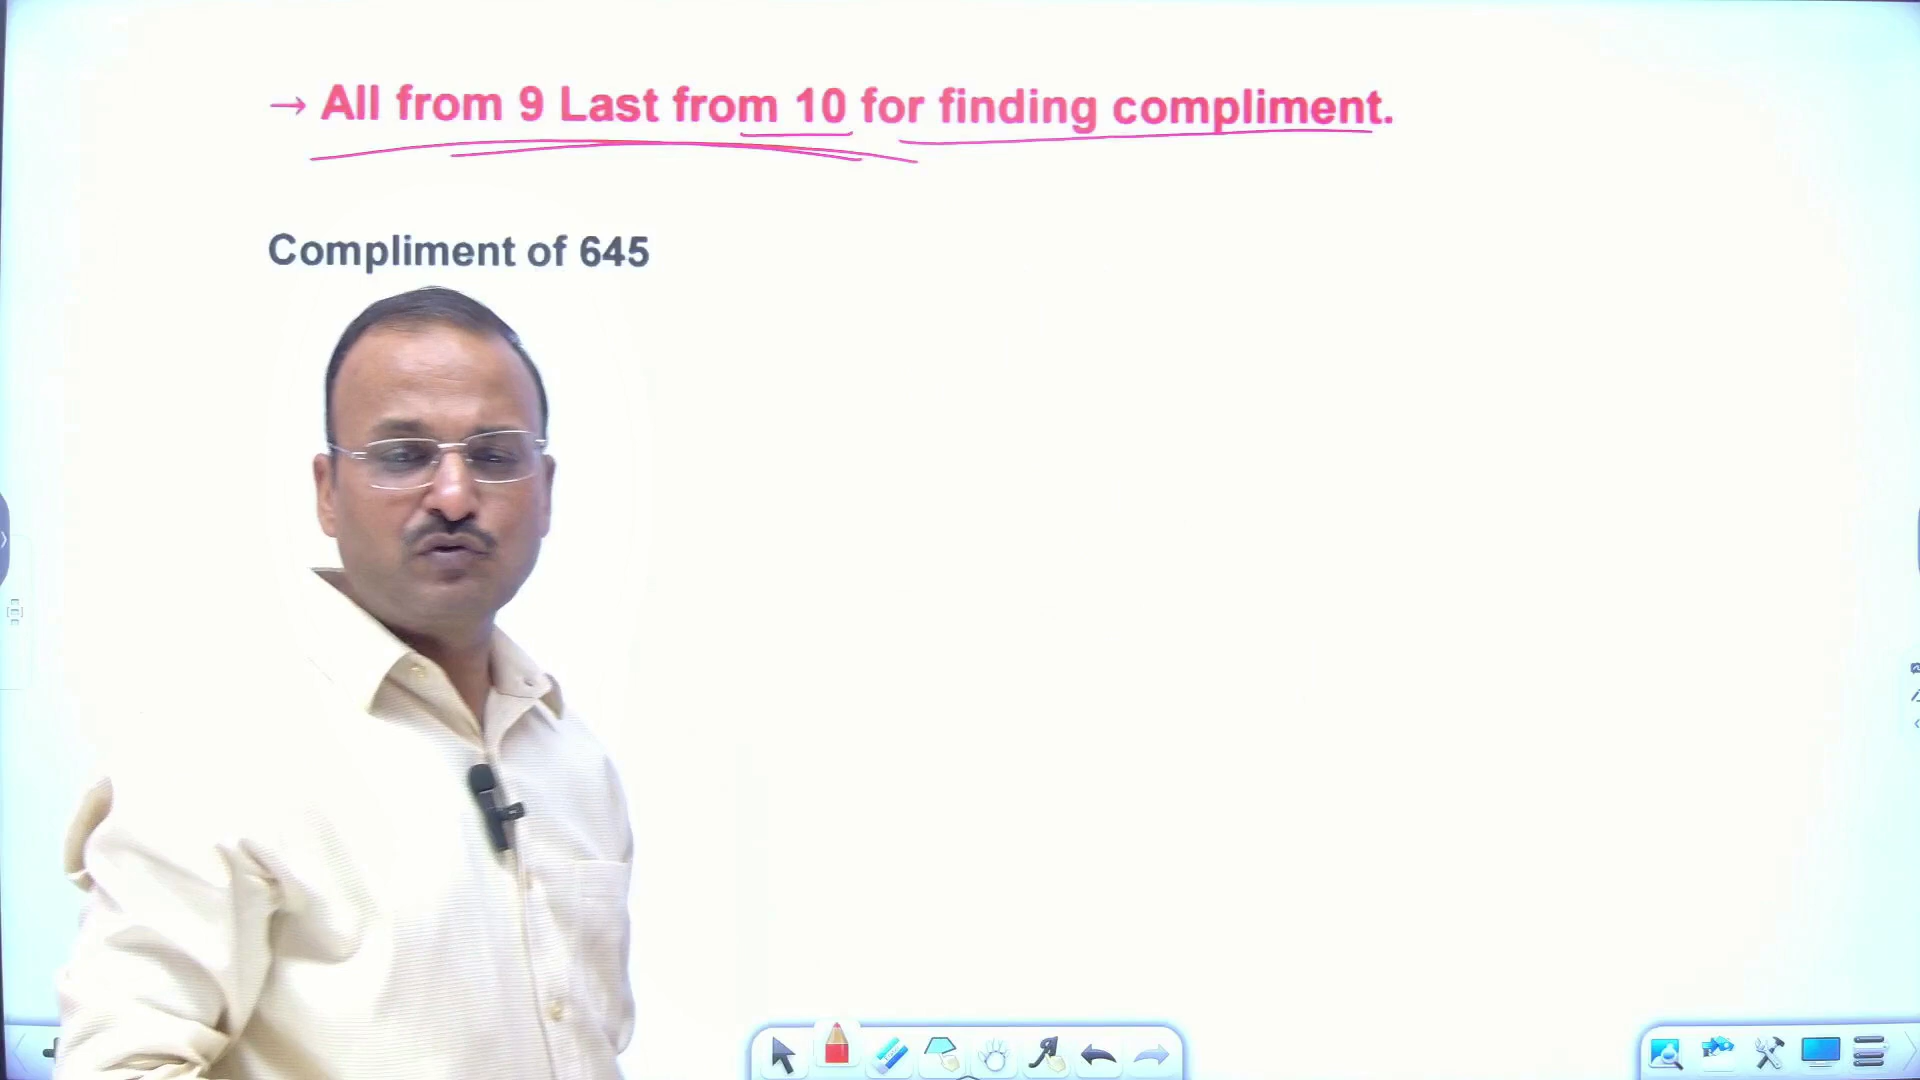 → All from 9 Last from 10 for finding compliment.
Compliment of 645